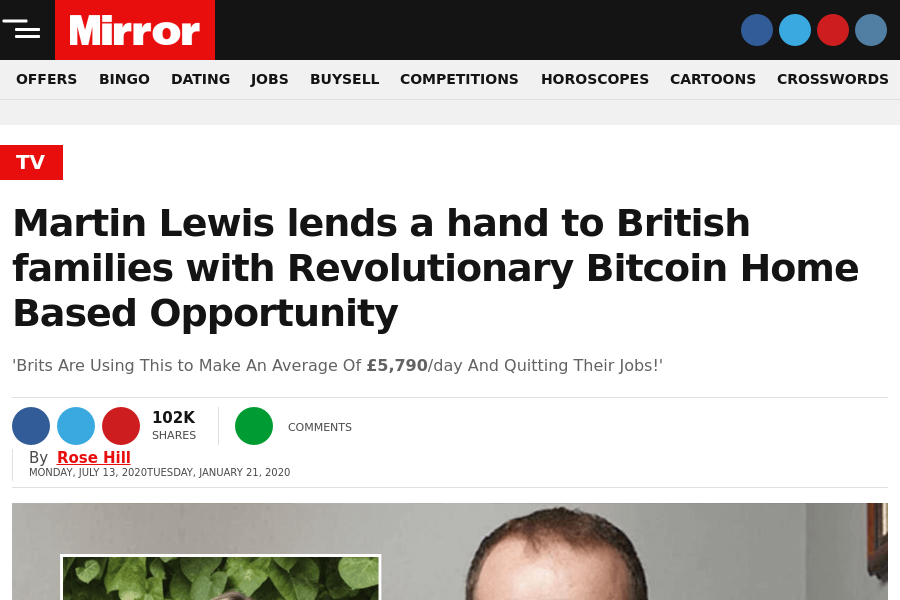 Mirror
OFFERS BINGO DATING JOBS BUYSELL COMPETITIONS HOROSCOPES CARTOONS CROSSWORDS
TV
Martin Lewis lends a hand to British
families with Revolutionary Bitcoin Home
Based Opportunity
'Brits Are Using This to Make An Average Of £5,790/day And Quitting Their Jobs!'
102K
SHARES
COMMENTS
By Rose Hill
MONDAY, JULY 13, 2020TUESDAY, JANUARY 21, 2020